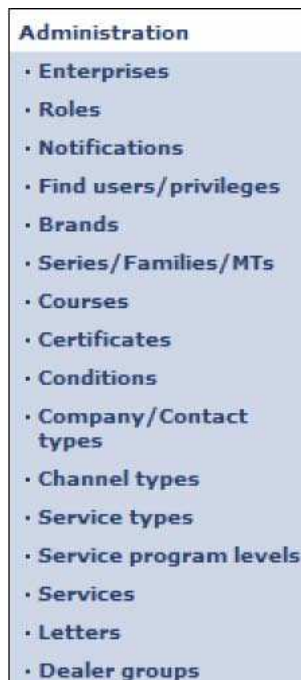 Administration
· Enterprises
· Roles
· Notifications
· Find users/privileges
· Brands
· Series/Families/MTs
· Courses
· Certificates
· Conditions
· Company/Contact
types
· Channel types
· Service types
· Service program levels
· Services
· Letters
· Dealer groups